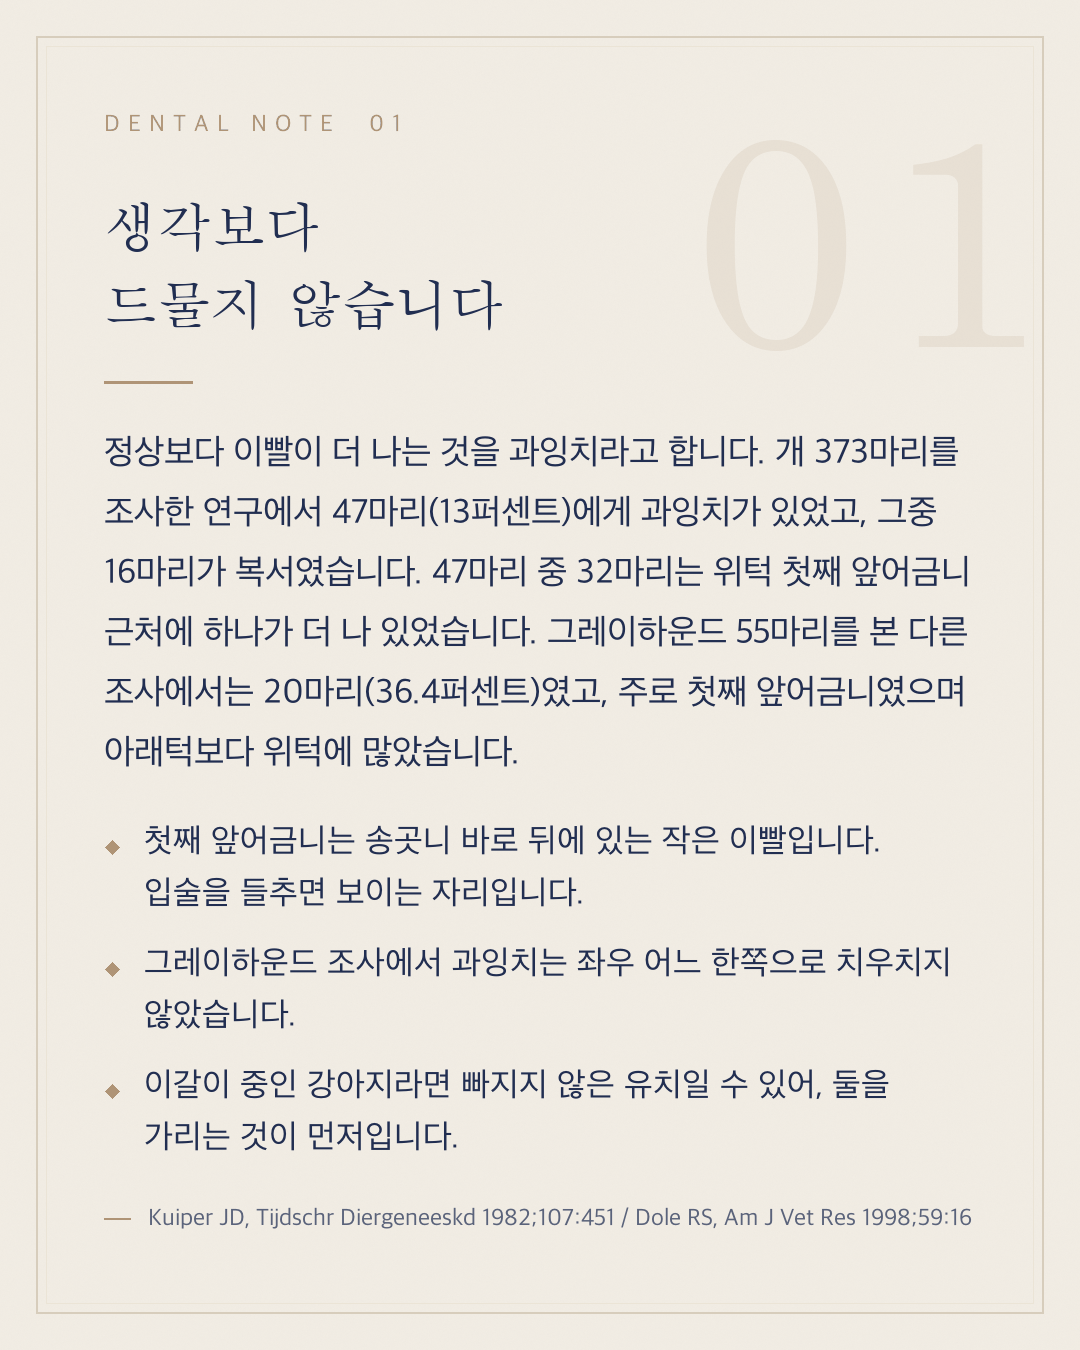 DENTAL NOTE 01
01
생각보다
드물지 않습니다
정상보다 이빨이 더 나는 것을 과잉치라고 합니다. 개 373마리를
조사한 연구에서 47마리(13퍼센트)에게 과잉치가 있었고, 그중
16마리가 복서였습니다. 47마리 중 32마리는 위턱 첫째 앞어금니
근처에 하나가 더 나 있었습니다. 그레이하운드 55마리를 본 다른
조사에서는 20마리(36.4퍼센트)였고, 주로 첫째 앞어금니였으며
아래턱보다 위턱에 많았습니다.
◆ 첫째 앞어금니는 송곳니 바로 뒤에 있는 작은 이빨입니다.
입술을 들추면 보이는 자리입니다.
◆ 그레이하운드 조사에서 과잉치는 좌우 어느 한쪽으로 치우치지
않았습니다.
◆ 이갈이 중인 강아지라면 빠지지 않은 유치일 수 있어, 둘을
가리는 것이 먼저입니다.
— Kuiper JD, Tijdschr Diergeneeskd 1982;107:451 / Dole RS, Am J Vet Res 1998;59:16